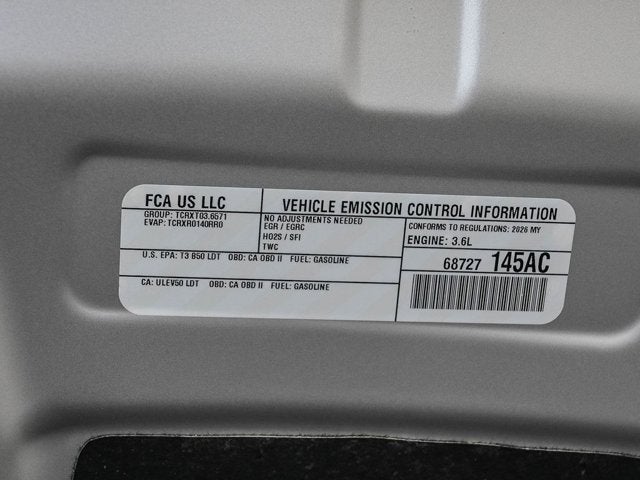 FCA US LLC
VEHICLE EMISSION CONTROL INFORMATION
GROUP: TCRXT03.6571
EVAP: TCRXR0140RR0
NO ADJUSTMENTS NEEDED
EGR / EGRC
HO2S / SFI
TWC
CONFORMS TO REGULATIONS: 2026 MY
ENGINE: 3.6L
U.S. EPA: T3 B50 LDT OBD: CA OBD II FUEL: GASOLINE
68727 145AC
CA: ULEV50 LDT OBD: CA OBD II FUEL: GASOLINE